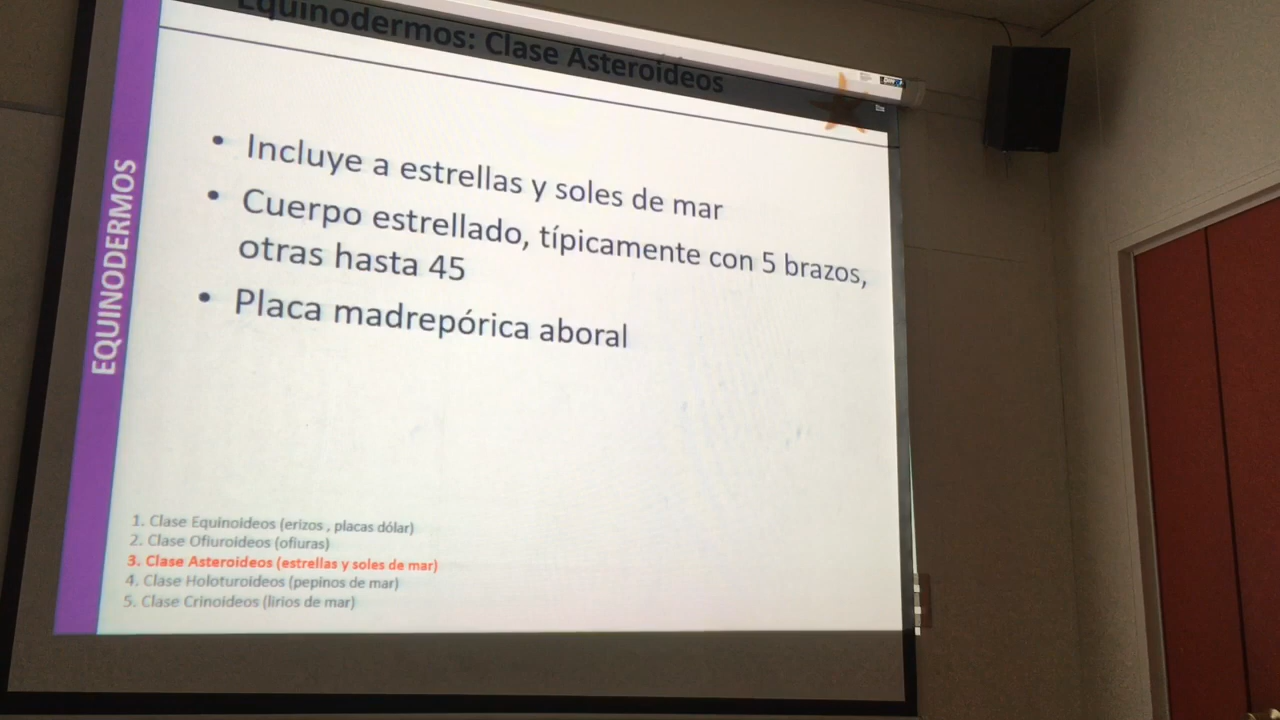 Equinodermos: Clase Asteroideos
• Incluye a estrellas y soles de mar
• Cuerpo estrellado, típicamente con 5 brazos,
otras hasta 45
• Placa madrepórica aboral
EQUINODERMOS
1. Clase Equinoideos (erizos , placas dólar)
2. Clase Ofiuroideos (ofiuras)
3. Clase Asteroideos (estrellas y soles de mar)
4. Clase Holoturoideos (pepinos de mar)
5. Clase Crinoideos (lirios de mar)